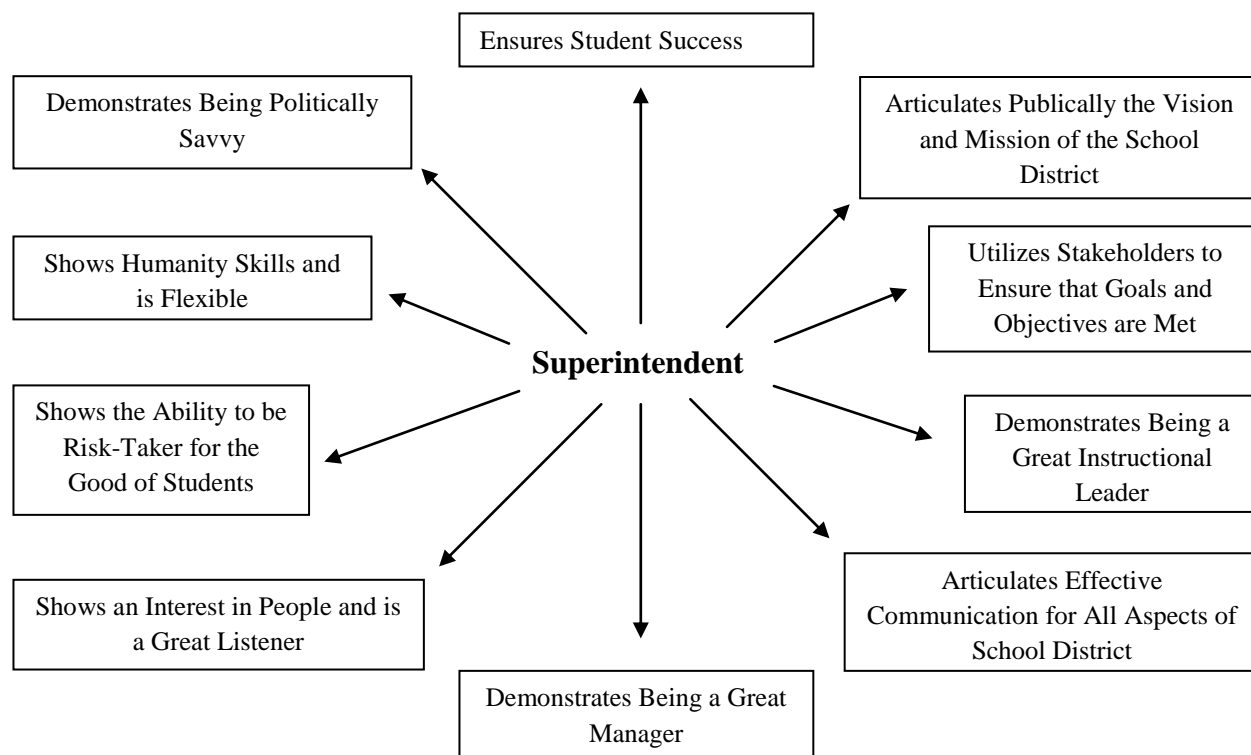 Ensures Student Success
Demonstrates Being Politically
Savvy
Articulates Publically the Vision
and Mission of the School
District
Shows Humanity Skills and
is Flexible
Utilizes Stakeholders to
Ensure that Goals and
Objectives are Met
Superintendent
Shows the Ability to be
Risk-Taker for the
Good of Students
Demonstrates Being a
Great Instructional
Leader
Shows an Interest in People and is
a Great Listener
Articulates Effective
Communication for All Aspects of
School District
Demonstrates Being a Great
Manager